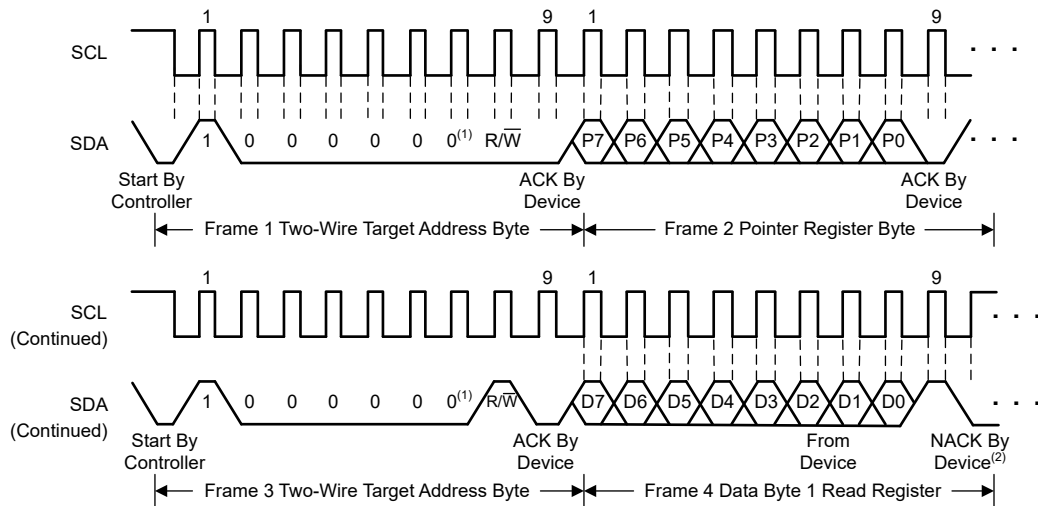 1 9 1 9
SCL . . .
SDA 1 0 0 0 0 0 0(1) R/W̅ P7 P6 P5 P4 P3 P2 P1 P0 . . .
Start By ACK By ACK By
Controller Device Device
Frame 1 Two-Wire Target Address Byte Frame 2 Pointer Register Byte
1 9 1 9
SCL . . .
(Continued)
SDA 1 0 0 0 0 0 0(1) R/W̅ D7 D6 D5 D4 D3 D2 D1 D0 . . .
(Continued)
Start By ACK By From NACK By
Controller Device Device Device(2)
Frame 3 Two-Wire Target Address Byte Frame 4 Data Byte 1 Read Register